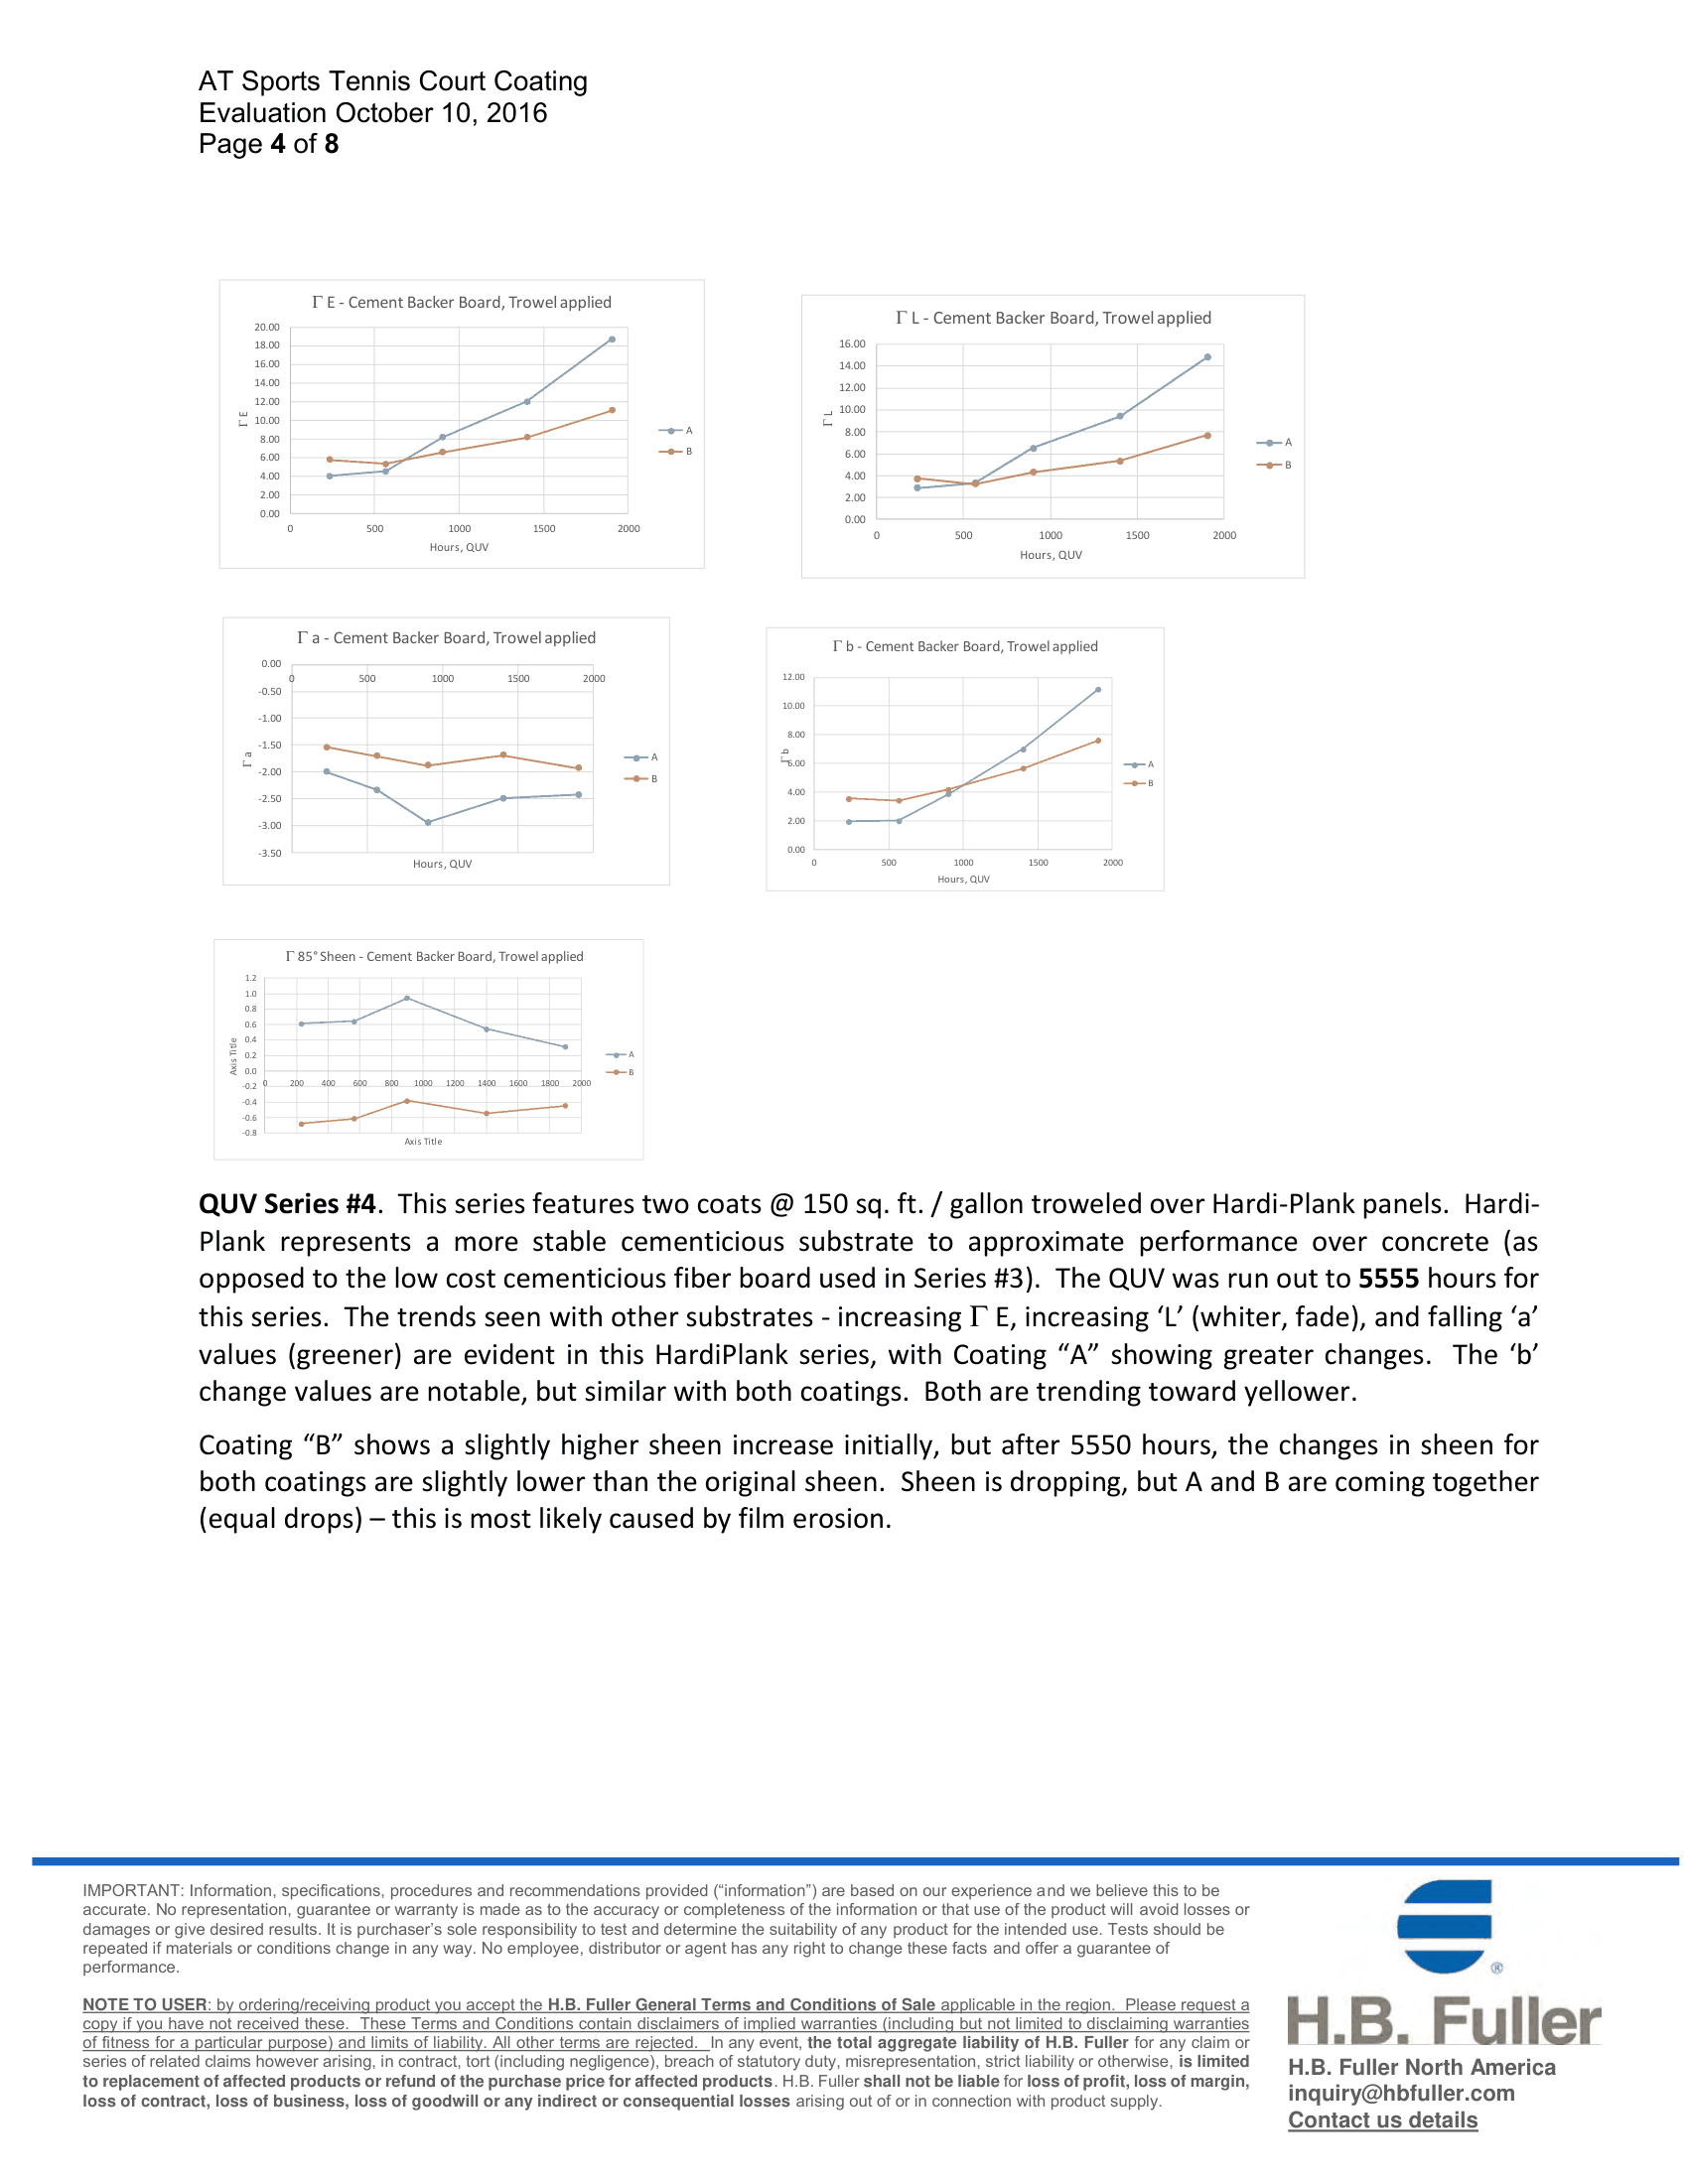 AT Sports Tennis Court Coating
Evaluation October 10, 2016
Page 4 of 8
Γ E - Cement Backer Board, Trowel applied
20.00
18.00
16.00
14.00
12.00
10.00
8.00
6.00
4.00
2.00
0.00
Γ E
0 500 1000 1500 2000
Hours, QUV
A
B
Γ L - Cement Backer Board, Trowel applied
16.00
14.00
12.00
10.00
8.00
6.00
4.00
2.00
0.00
Γ L
0 500 1000 1500 2000
Hours, QUV
A
B
Γ a - Cement Backer Board, Trowel applied
0.00
0 500 1000 1500 2000
-0.50
-1.00
-1.50
-2.00
-2.50
-3.00
-3.50
Γ a
Hours, QUV
A
B
Γ b - Cement Backer Board, Trowel applied
12.00
10.00
8.00
6.00
4.00
2.00
0.00
Γ b
0 500 1000 1500 2000
Hours, QUV
A
B
Γ 85° Sheen - Cement Backer Board, Trowel applied
1.2
1.0
0.8
0.6
0.4
0.2
0.0
-0.2
-0.4
-0.6
-0.8
Axis Title
0 200 400 600 800 1000 1200 1400 1600 1800 2000
Axis Title
A
B
QUV Series #4. This series features two coats @ 150 sq. ft. / gallon troweled over Hardi-Plank panels. Hardi-
Plank represents a more stable cementicious substrate to approximate performance over concrete (as
opposed to the low cost cementicious fiber board used in Series #3). The QUV was run out to 5555 hours for
this series. The trends seen with other substrates - increasing Γ E, increasing ‘L’ (whiter, fade), and falling ‘a’
values (greener) are evident in this HardiPlank series, with Coating “A” showing greater changes. The ‘b’
change values are notable, but similar with both coatings. Both are trending toward yellower.
Coating “B” shows a slightly higher sheen increase initially, but after 5550 hours, the changes in sheen for
both coatings are slightly lower than the original sheen. Sheen is dropping, but A and B are coming together
(equal drops) – this is most likely caused by film erosion.
IMPORTANT: Information, specifications, procedures and recommendations provided (“information”) are based on our experience and we believe this to be
accurate. No representation, guarantee or warranty is made as to the accuracy or completeness of the information or that use of the product will avoid losses or
damages or give desired results. It is purchaser’s sole responsibility to test and determine the suitability of any product for the intended use. Tests should be
repeated if materials or conditions change in any way. No employee, distributor or agent has any right to change these facts and offer a guarantee of
performance.
NOTE TO USER: by ordering/receiving product you accept the H.B. Fuller General Terms and Conditions of Sale applicable in the region. Please request a
copy if you have not received these. These Terms and Conditions contain disclaimers of implied warranties (including but not limited to disclaiming warranties
of fitness for a particular purpose) and limits of liability. All other terms are rejected. In any event, the total aggregate liability of H.B. Fuller for any claim or
series of related claims however arising, in contract, tort (including negligence), breach of statutory duty, misrepresentation, strict liability or otherwise, is limited
to replacement of affected products or refund of the purchase price for affected products. H.B. Fuller shall not be liable for loss of profit, loss of margin,
loss of contract, loss of business, loss of goodwill or any indirect or consequential losses arising out of or in connection with product supply.
®
H.B. Fuller
H.B. Fuller North America
inquiry@hbfuller.com
Contact us details